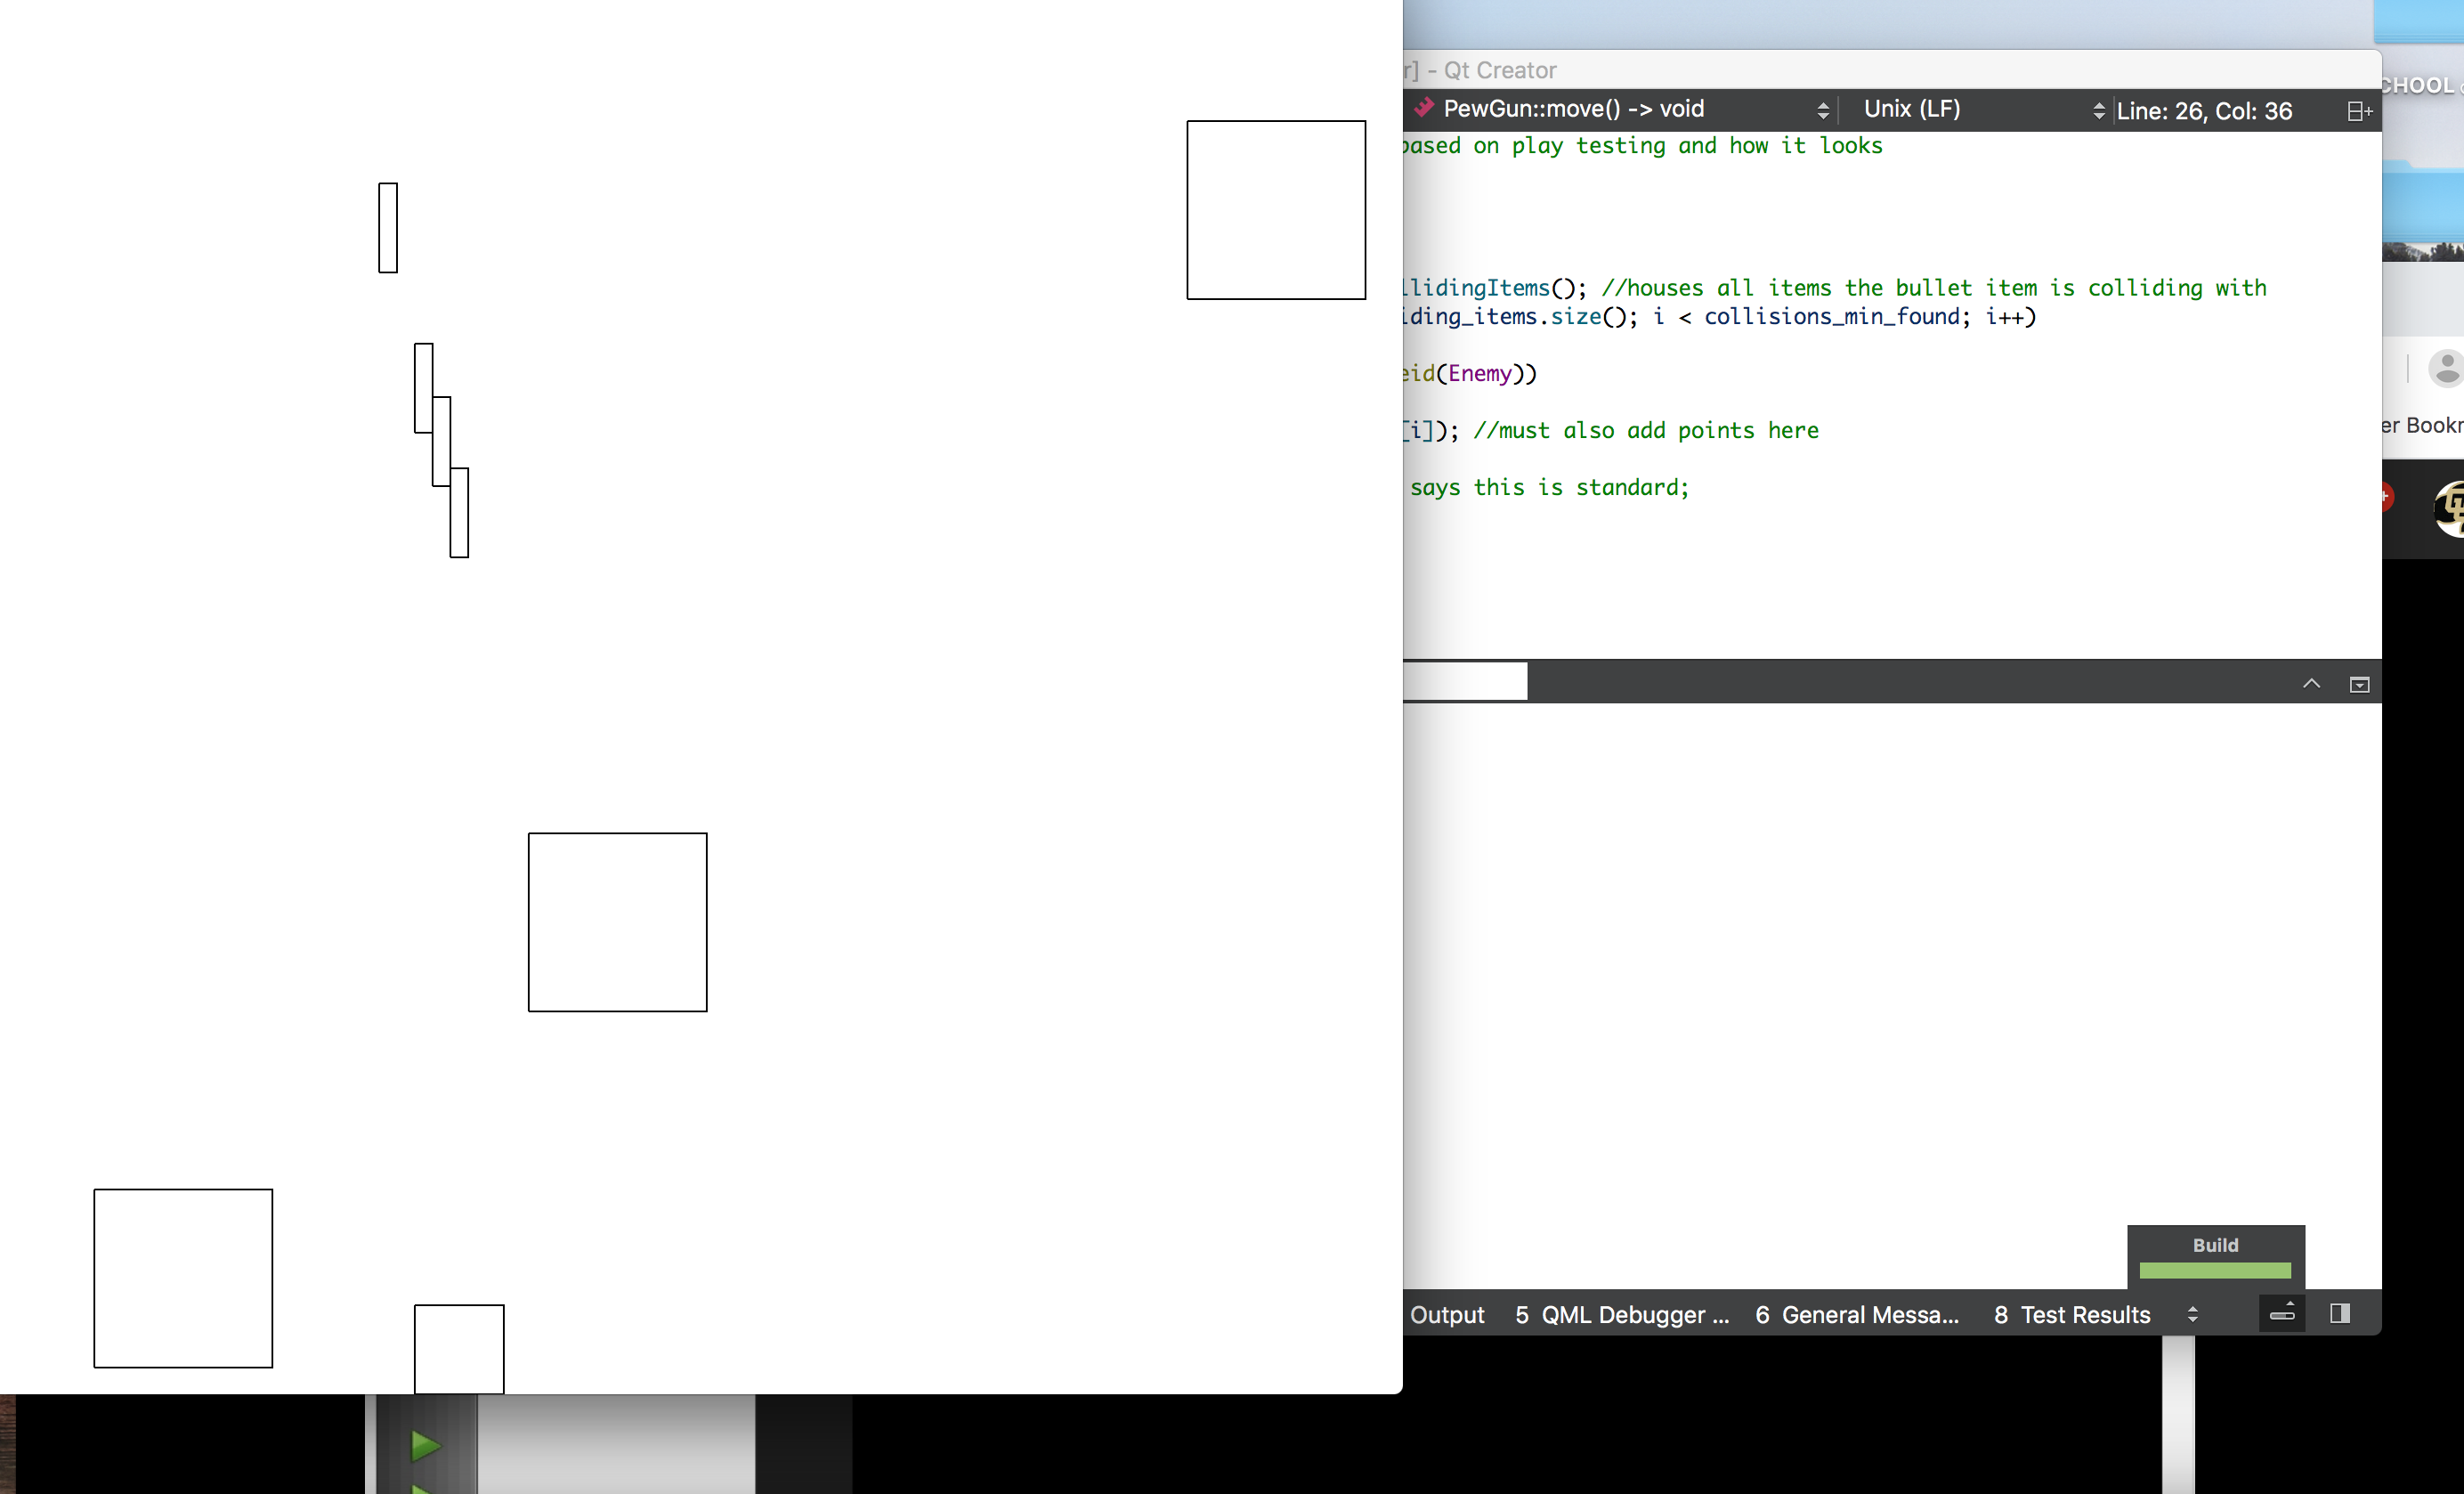 r] - Qt Creator
CHOOL
PewGun::move() -> void Unix (LF) Line: 26, Col: 36
based on play testing and how it looks
llidingItems(); //houses all items the bullet item is colliding with
iding_items.size(); i < collisions_min_found; i++)
eid(Enemy))
er Bookr
[i]); //must also add points here
says this is standard;
Build
Output 5 QML Debugger ... 6 General Messa... 8 Test Results